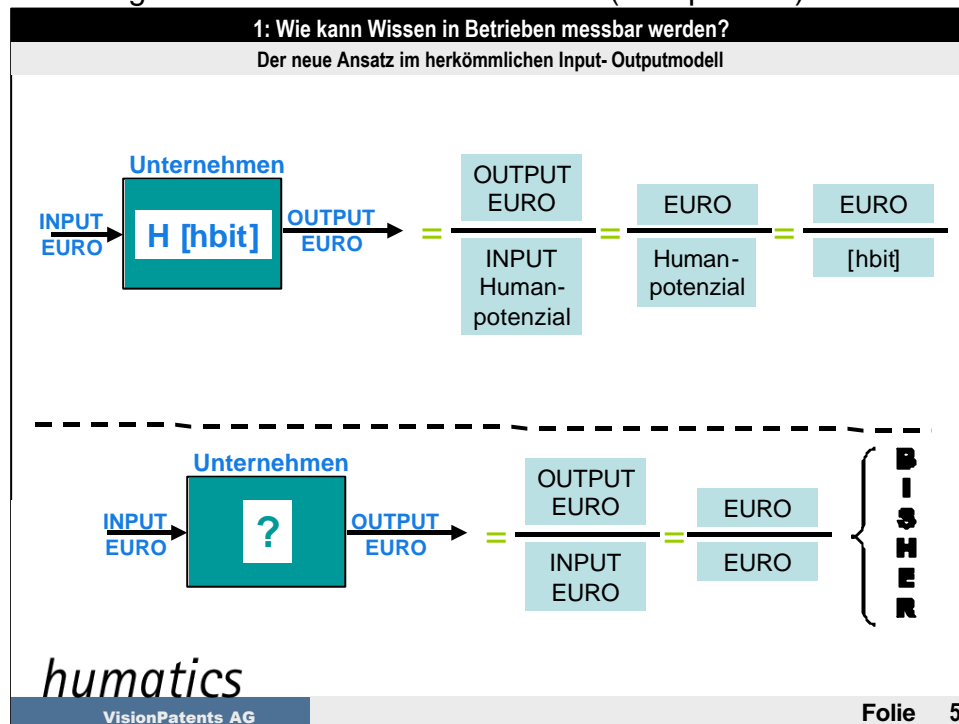 1: Wie kann Wissen in Betrieben messbar werden?
Der neue Ansatz im herkömmlichen Input- Outputmodell
Unternehmen
INPUT
EURO
H [hbit]
OUTPUT
EURO
=
OUTPUT
EURO
INPUT
Human-
potenzial
=
EURO
Human-
potenzial
=
EURO
[hbit]
Unternehmen
INPUT
EURO
?
OUTPUT
EURO
=
OUTPUT
EURO
INPUT
EURO
=
EURO
EURO
BISHER
humatics
VisionPatents AG
Folie 5